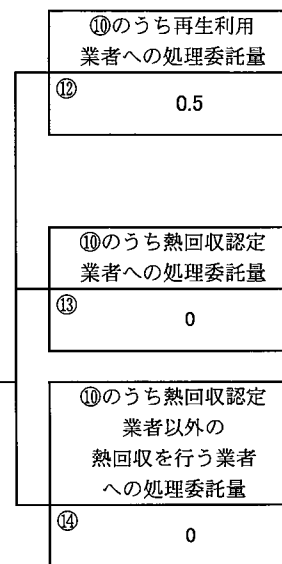 ⑩のうち再生利用
業者への処理委託量
⑫
0.5
⑩のうち熱回収認定
業者への処理委託量
⑬
0
⑩のうち熱回収認定
業者以外の
熱回収を行う業者
への処理委託量
⑭
0